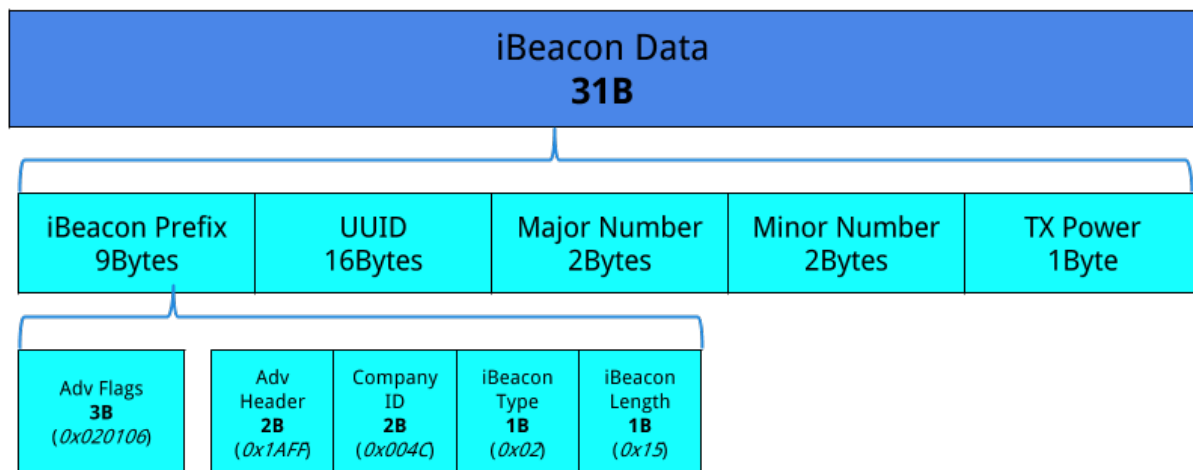 iBeacon Data
31B
iBeacon Prefix
9Bytes
UUID
16Bytes
Major Number
2Bytes
Minor Number
2Bytes
TX Power
1Byte
Adv Flags
3B
(0x020106)
Adv
Header
2B
(0x1AFF)
Company
ID
2B
(0x004C)
iBeacon
Type
1B
(0x02)
iBeacon
Length
1B
(0x15)